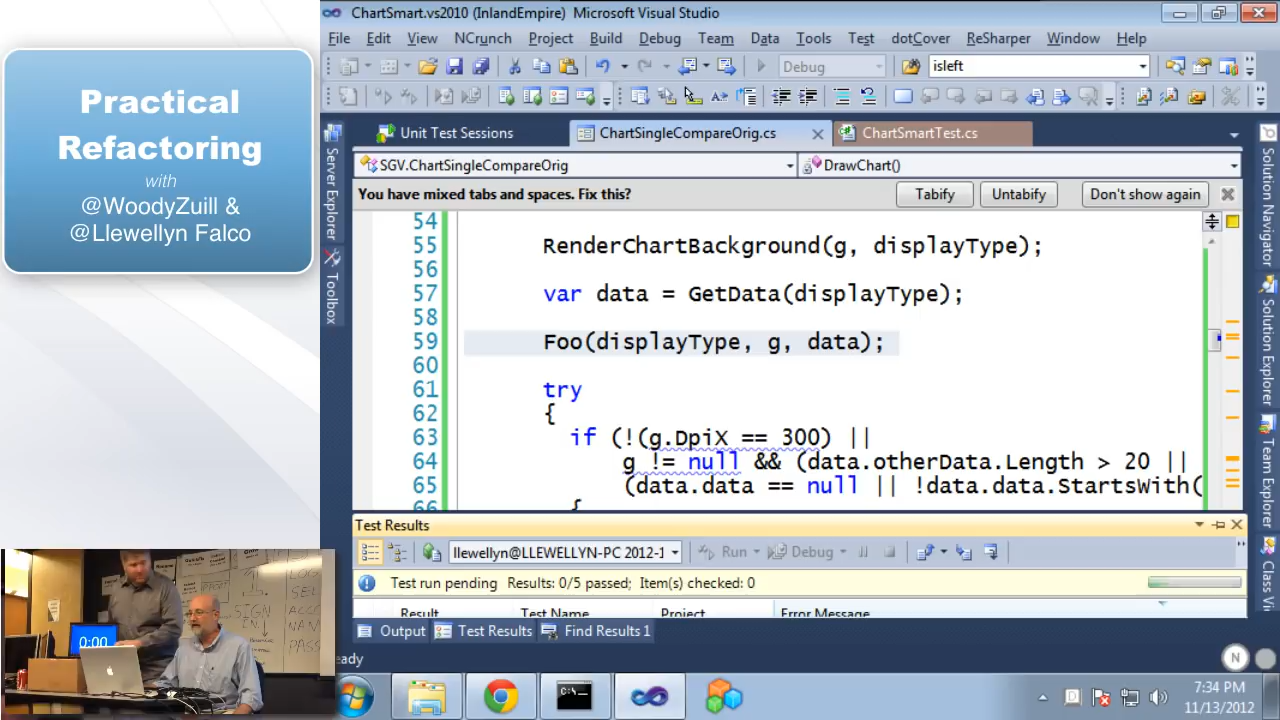 Practical
Refactoring
with
@WoodyZuill &
@Llewellyn Falco
ChartSmart.vs2010 (InlandEmpire)  Microsoft Visual Studio
File Edit View NCrunch Project Build Debug Team Data Tools Test dotCover ReSharper Window Help
Debug isleft
Unit Test Sessions ChartSingleCompareOrig.cs ChartSmartTest.cs
SGV.ChartSingleCompareOrig DrawChart()
You have mixed tabs and spaces. Fix this? Tabify Untabify Don't show again
54
55 RenderChartBackground(g, displayType);
56
57 var data = GetData(displayType);
58
59 Foo(displayType, g, data);
60
61 try
62 {
63 if (!(g.DpiX == 300) ||
64 g != null && (data.otherData.Length > 20 ||
65 (data.data == null || !data.data.StartsWith(
66 {
Server Explorer
Toolbox
Solution Navigator
Solution Explorer
Team Explorer
Class Vi
Test Results
llewellyn@LLEWELLYN-PC 2012-1 Run Debug
Test run pending Results: 0/5 passed; Item(s) checked: 0
Result Test Name Project Error Message
Output Test Results Find Results 1
eady
N
7:34 PM
11/13/2012
0:00
SIGN
IN